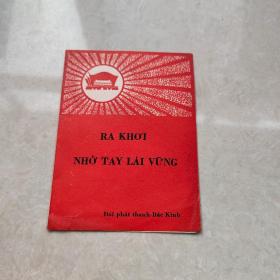 RA KHƠI
NHỜ TAY LÁI VỮNG
Đài phát thanh Bắc Kinh